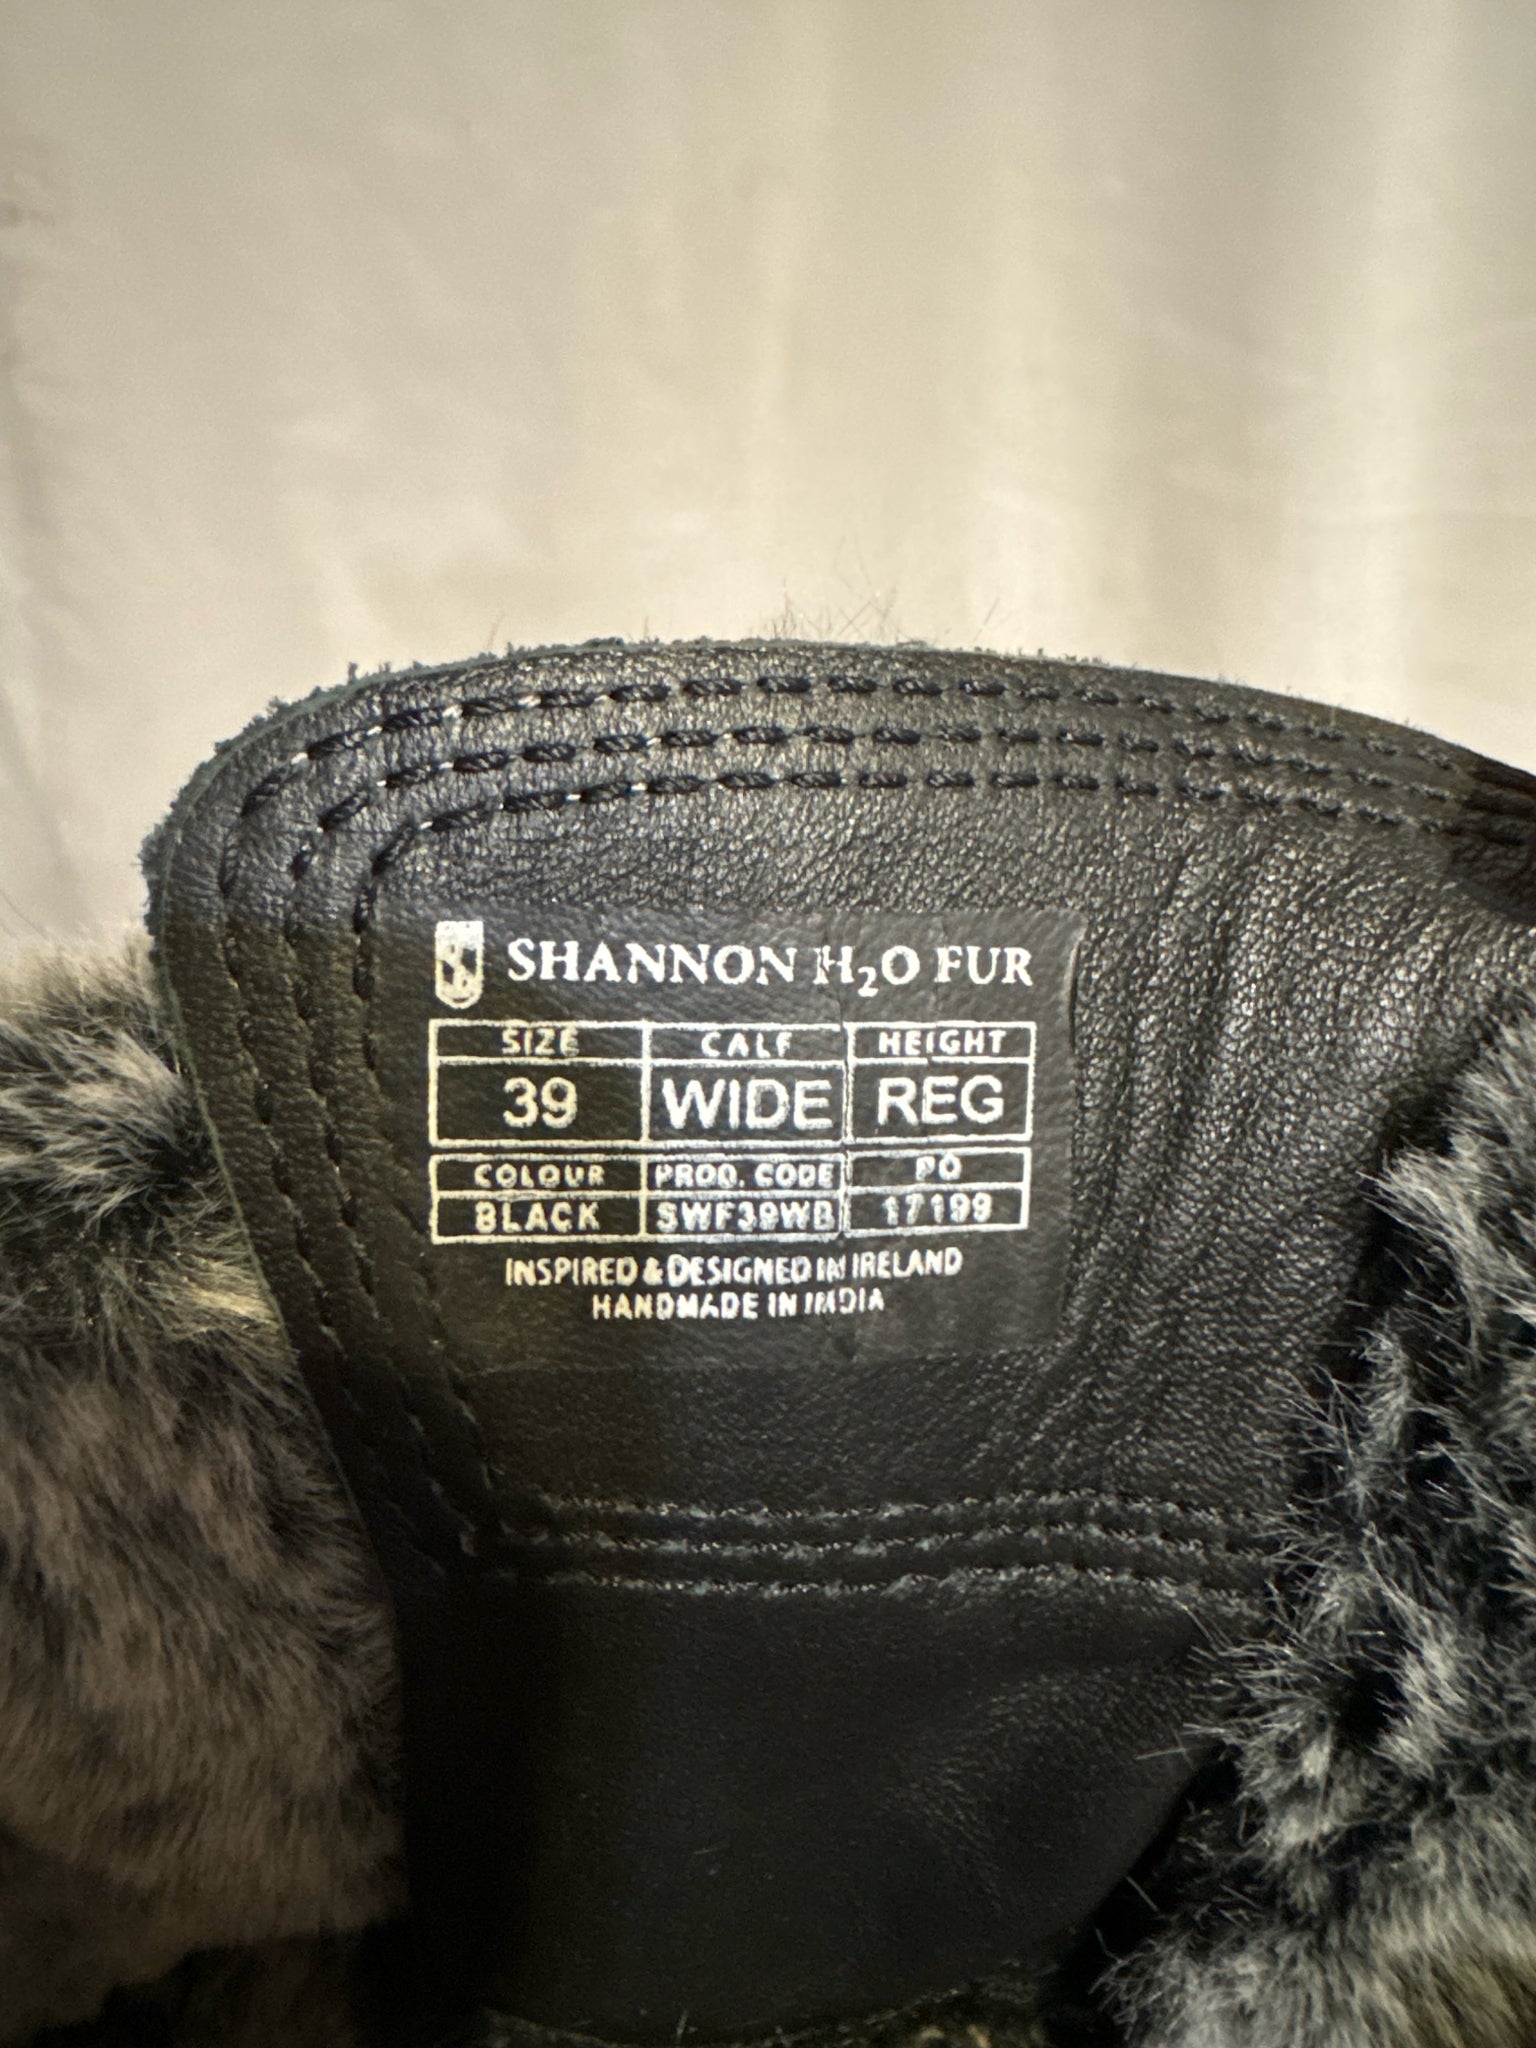 SHANNON H₂O FUR
SIZE CALF HEIGHT
39 WIDE REG
COLOUR PROD. CODE PO
BLACK SWF39WB 17199
INSPIRED & DESIGNED IN IRELAND
HANDMADE IN INDIA